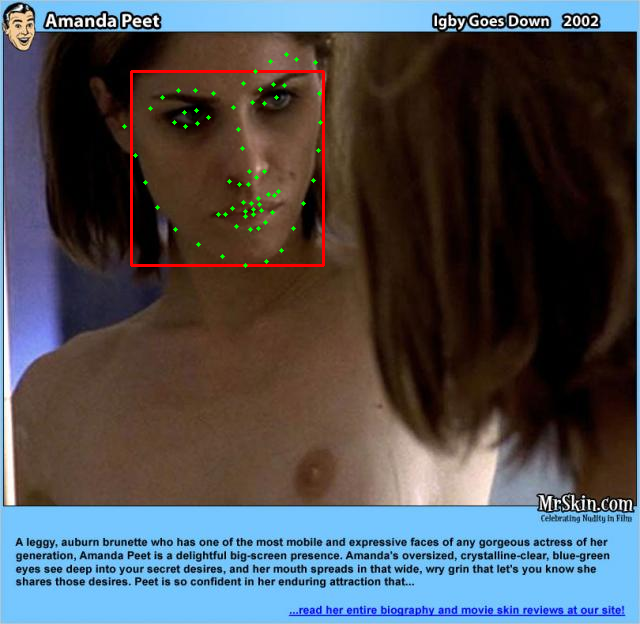 Amanda Peet
Igby Goes Down 2002
MrSkin.com
Celebrating Nudity in Film
A leggy, auburn brunette who has one of the most mobile and expressive faces of any gorgeous actress of her
generation, Amanda Peet is a delightful big-screen presence. Amanda's oversized, crystalline-clear, blue-green
eyes see deep into your secret desires, and her mouth spreads in that wide, wry grin that let's you know she
shares those desires. Peet is so confident in her enduring attraction that...
...read her entire biography and movie skin reviews at our site!